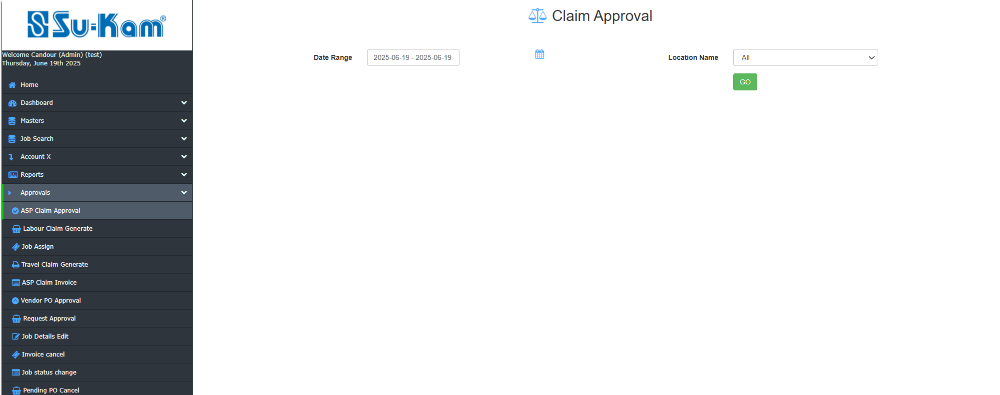 Su-Kam®
Welcome Candour (Admin) (test)
Thursday, June 19th 2025
Home
Dashboard
Masters
Job Search
Account X
Reports
Approvals
ASP Claim Approval
Labour Claim Generate
Job Assign
Travel Claim Generate
ASP Claim Invoice
Vendor PO Approval
Request Approval
Job Details Edit
Invoice cancel
Job status change
Pending PO Cancel
Claim Approval
Date Range 2025-06-19 - 2025-06-19 Location Name All
GO